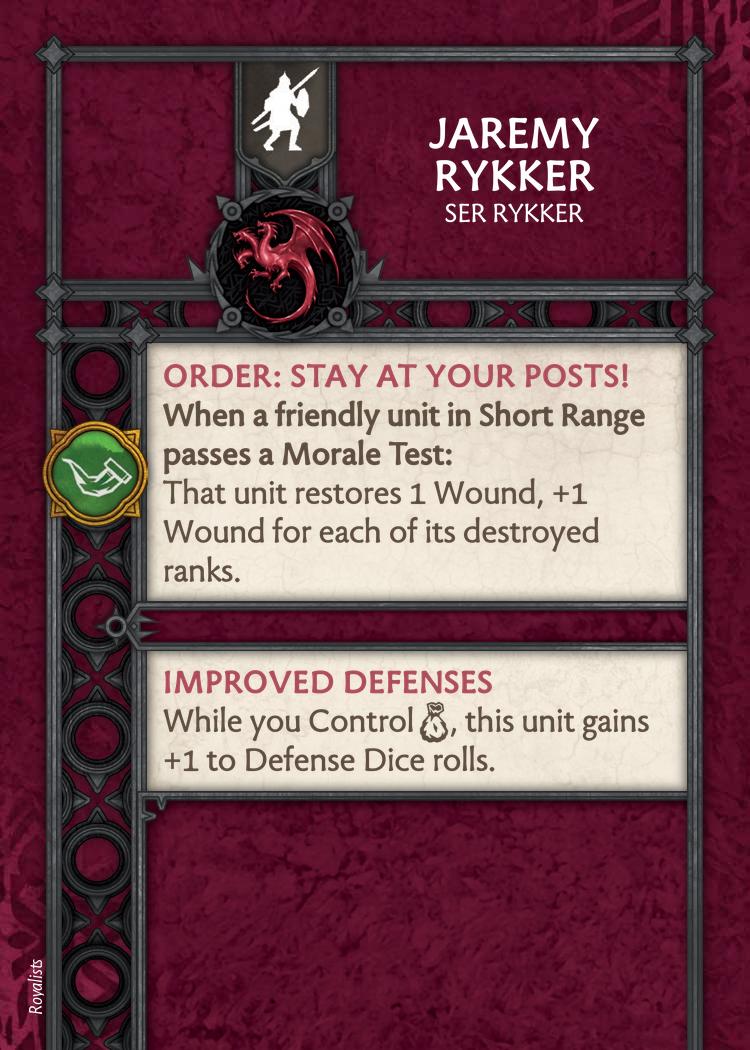 JAREMY
RYKKER
SER RYKKER
ORDER: STAY AT YOUR POSTS!
When a friendly unit in Short Range
passes a Morale Test:
That unit restores 1 Wound, +1
Wound for each of its destroyed
ranks.
IMPROVED DEFENSES
While you Control , this unit gains
+1 to Defense Dice rolls.
Royalists